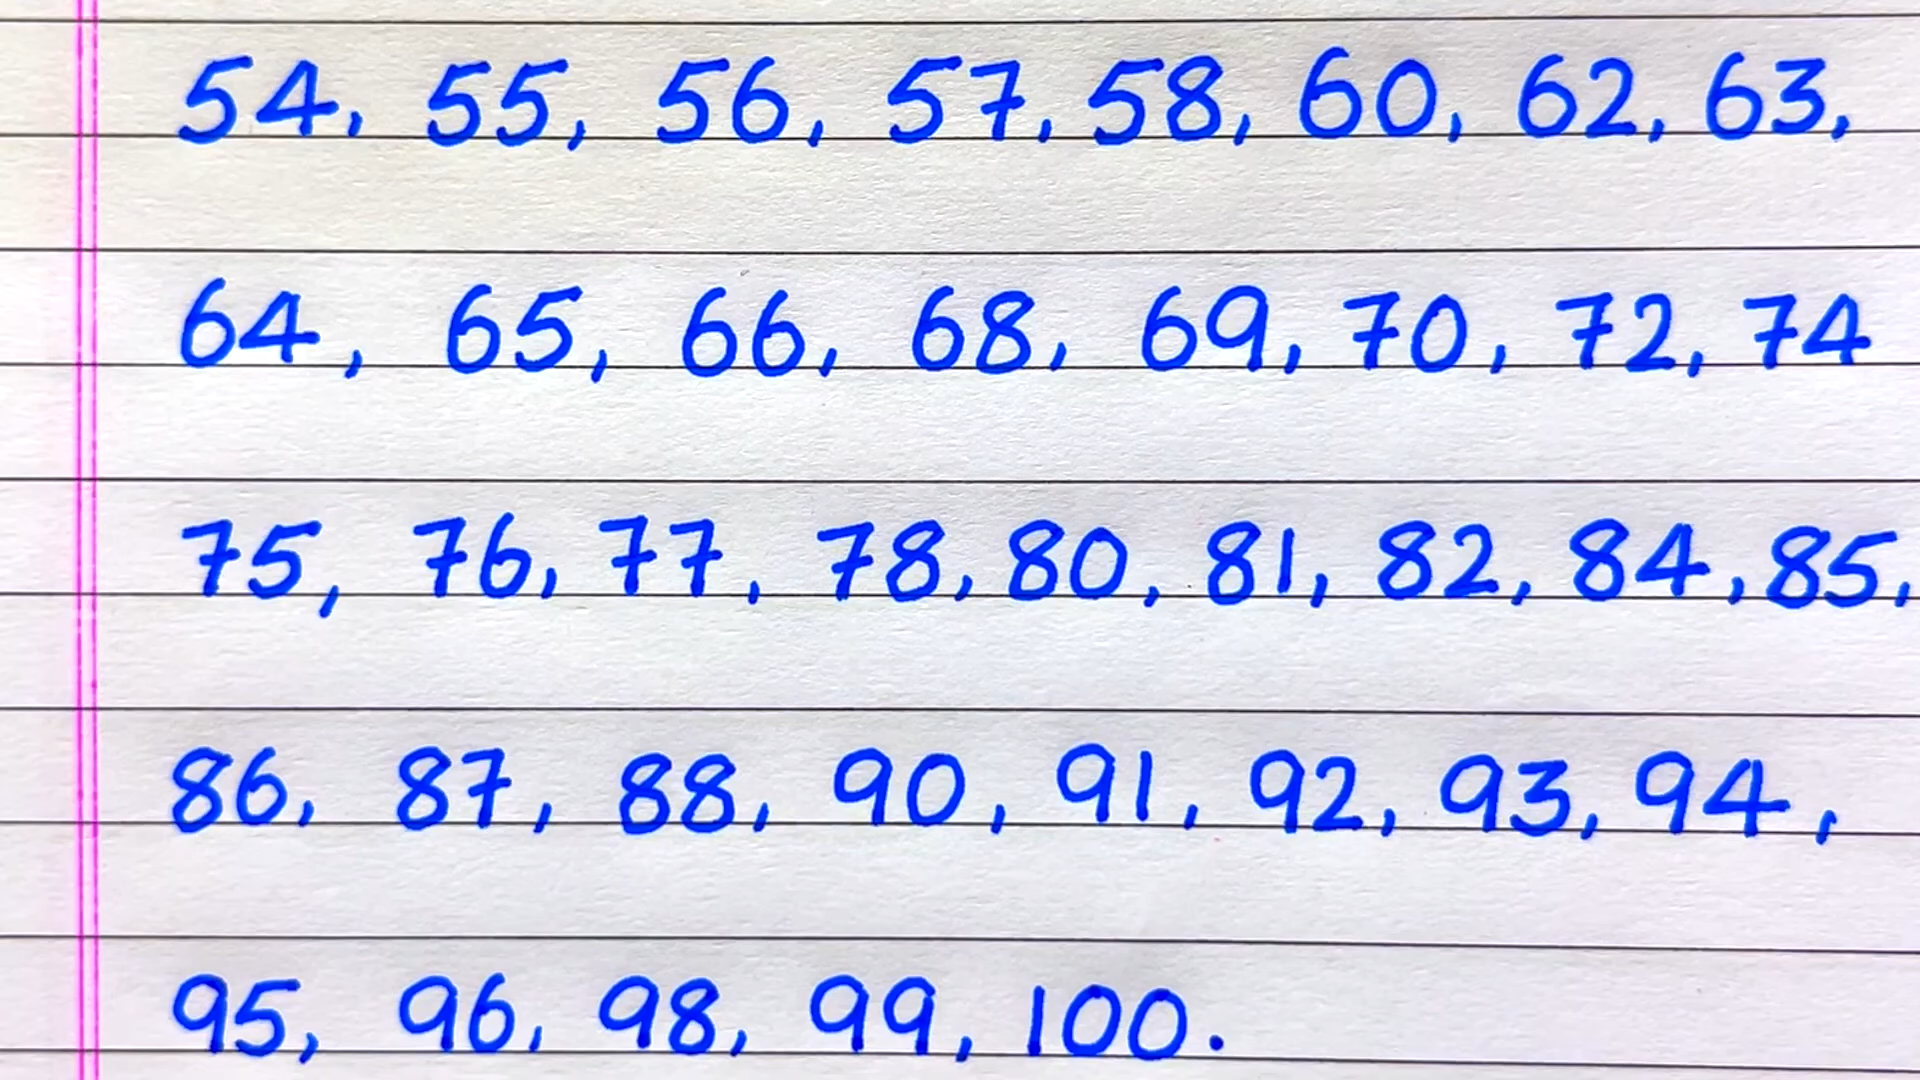 54, 55, 56, 57, 58, 60, 62, 63,
64, 65, 66, 68, 69, 70, 72, 74
75, 76, 77, 78, 80, 81, 82, 84, 85,
86, 87, 88, 90, 91, 92, 93, 94,
95, 96, 98, 99, 100.